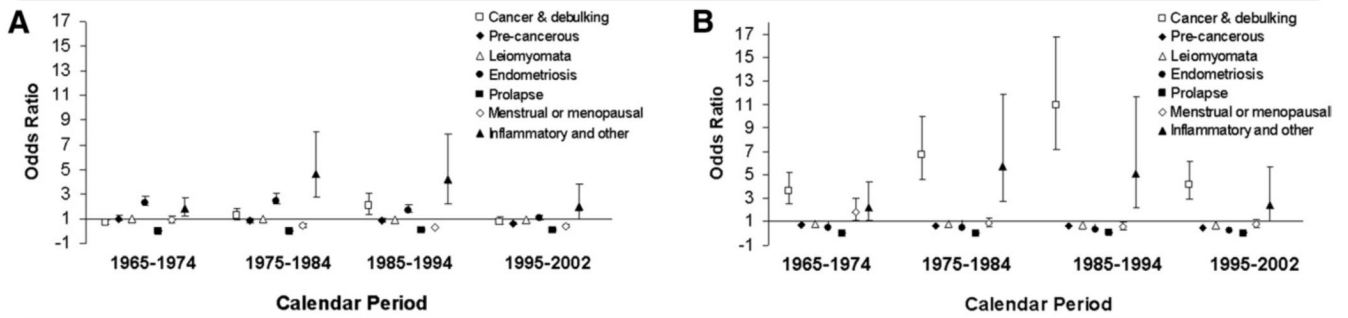 A
17
15
13
11
9
7
5
3
1
-1
Odds Ratio
Cancer & debulking
Pre-cancerous
Leiomyomata
Endometriosis
Prolapse
Menstrual or menopausal
Inflammatory and other
1965-1974
1975-1984
1985-1994
1995-2002
Calendar Period
B
17
15
13
11
9
7
5
3
1
-1
Odds Ratio
Cancer & debulking
Pre-cancerous
Leiomyomata
Endometriosis
Prolapse
Menstrual or menopausal
Inflammatory and other
1965-1974
1975-1984
1985-1994
1995-2002
Calendar Period